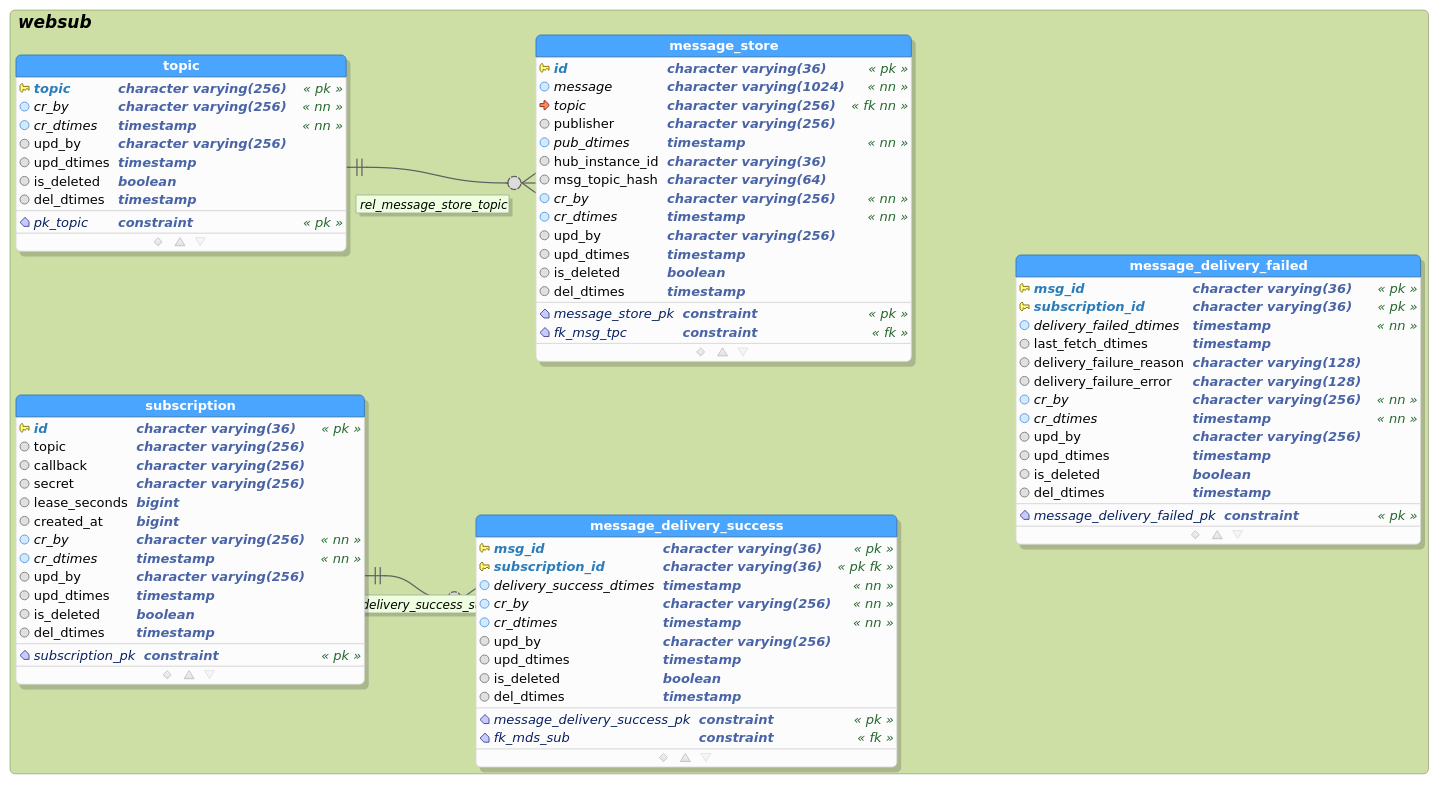 websub
topic
topic character varying(256) « pk »
cr_by character varying(256) « nn »
cr_dtimes timestamp « nn »
upd_by character varying(256)
upd_dtimes timestamp
is_deleted boolean
del_dtimes timestamp
pk_topic constraint « pk »
rel_message_store_topic
message_store
id character varying(36) « pk »
message character varying(1024) « nn »
topic character varying(256) « fk nn »
publisher character varying(256)
pub_dtimes timestamp « nn »
hub_instance_id character varying(36)
msg_topic_hash character varying(64)
cr_by character varying(256) « nn »
cr_dtimes timestamp « nn »
upd_by character varying(256)
upd_dtimes timestamp
is_deleted boolean
del_dtimes timestamp
message_store_pk constraint « pk »
fk_msg_tpc constraint « fk »
message_delivery_failed
msg_id character varying(36) « pk »
subscription_id character varying(36) « pk »
delivery_failed_dtimes timestamp « nn »
last_fetch_dtimes timestamp
delivery_failure_reason character varying(128)
delivery_failure_error character varying(128)
cr_by character varying(256) « nn »
cr_dtimes timestamp « nn »
upd_by character varying(256)
upd_dtimes timestamp
is_deleted boolean
del_dtimes timestamp
message_delivery_failed_pk constraint « pk »
subscription
id character varying(36) « pk »
topic character varying(256)
callback character varying(256)
secret character varying(256)
lease_seconds bigint
created_at bigint
cr_by character varying(256) « nn »
cr_dtimes timestamp « nn »
upd_by character varying(256)
upd_dtimes timestamp
is_deleted boolean
del_dtimes timestamp
subscription_pk constraint « pk »
delivery_success_s
message_delivery_success
msg_id character varying(36) « pk »
subscription_id character varying(36) « pk fk »
delivery_success_dtimes timestamp « nn »
cr_by character varying(256) « nn »
cr_dtimes timestamp « nn »
upd_by character varying(256)
upd_dtimes timestamp
is_deleted boolean
del_dtimes timestamp
message_delivery_success_pk constraint « pk »
fk_mds_sub constraint « fk »